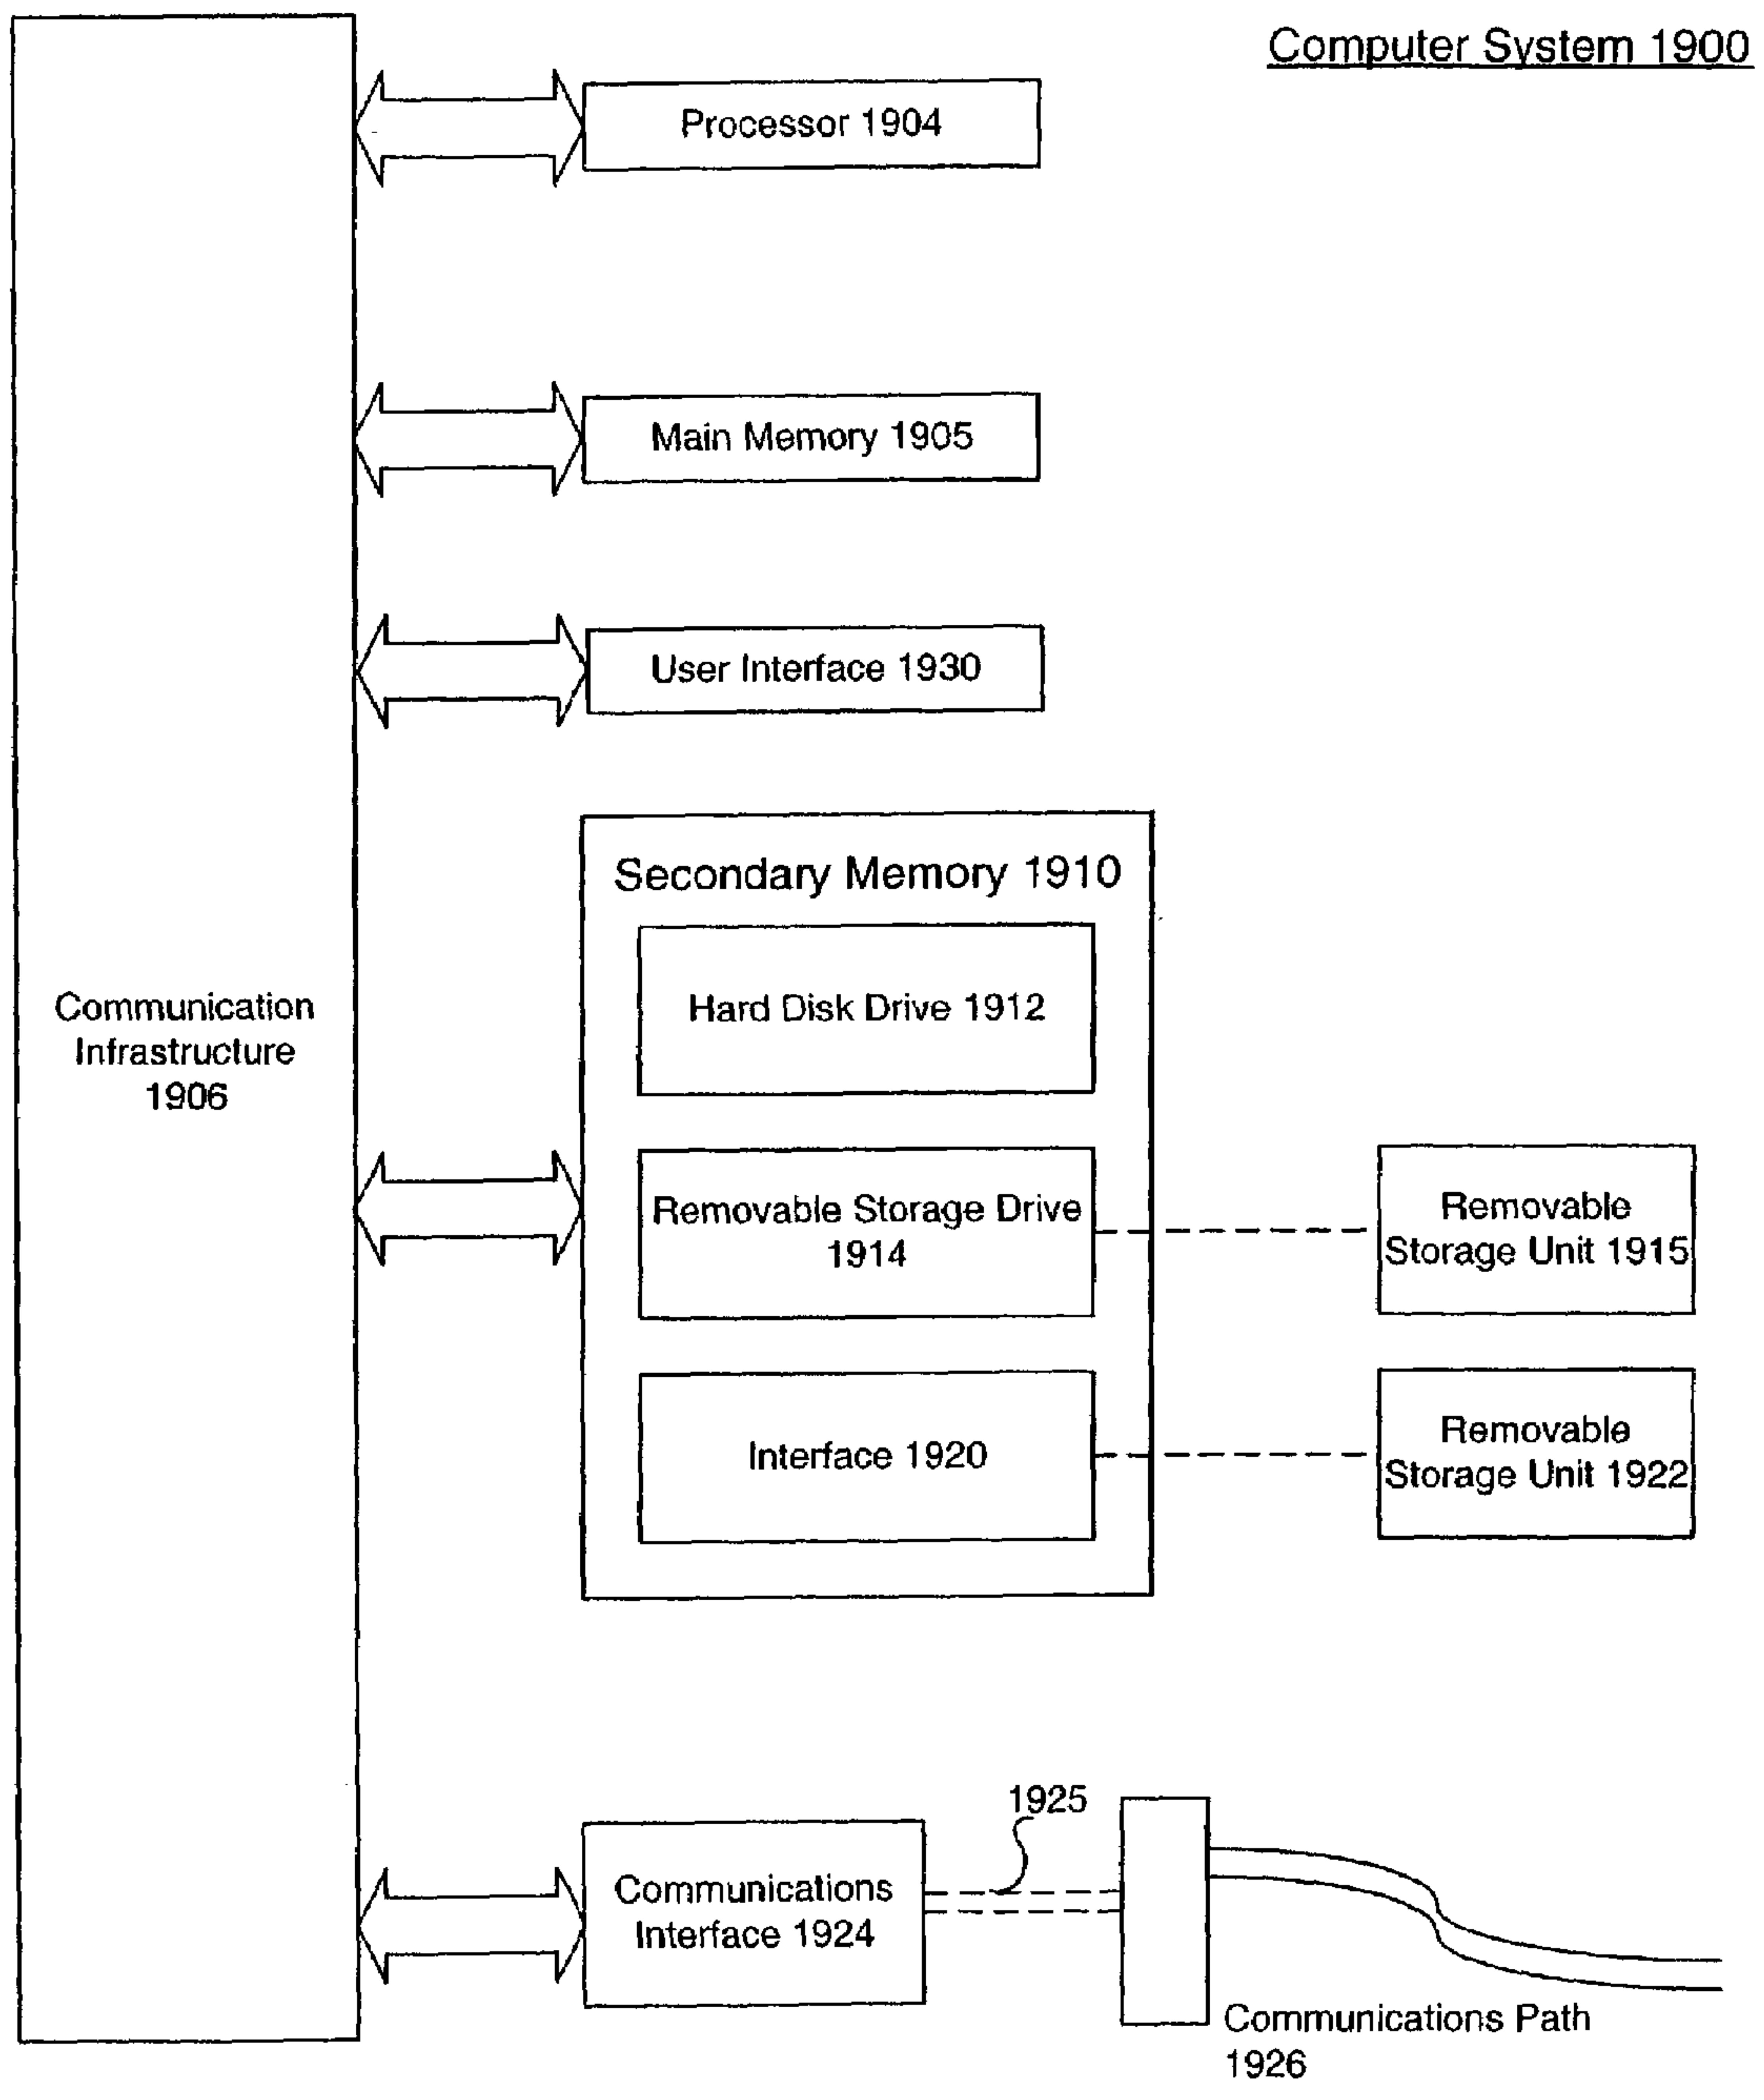 Computer System 1900
Processor 1904
Main Memory 1905
User Interface 1930
Secondary Memory 1910
Hard Disk Drive 1912
Communication
Infrastructure
1906
Removable Storage Drive
1914
Removable
Storage Unit 1915
Interface 1920
Removable
Storage Unit 1922
1925
Communications
Interface 1924
Communications Path
1926